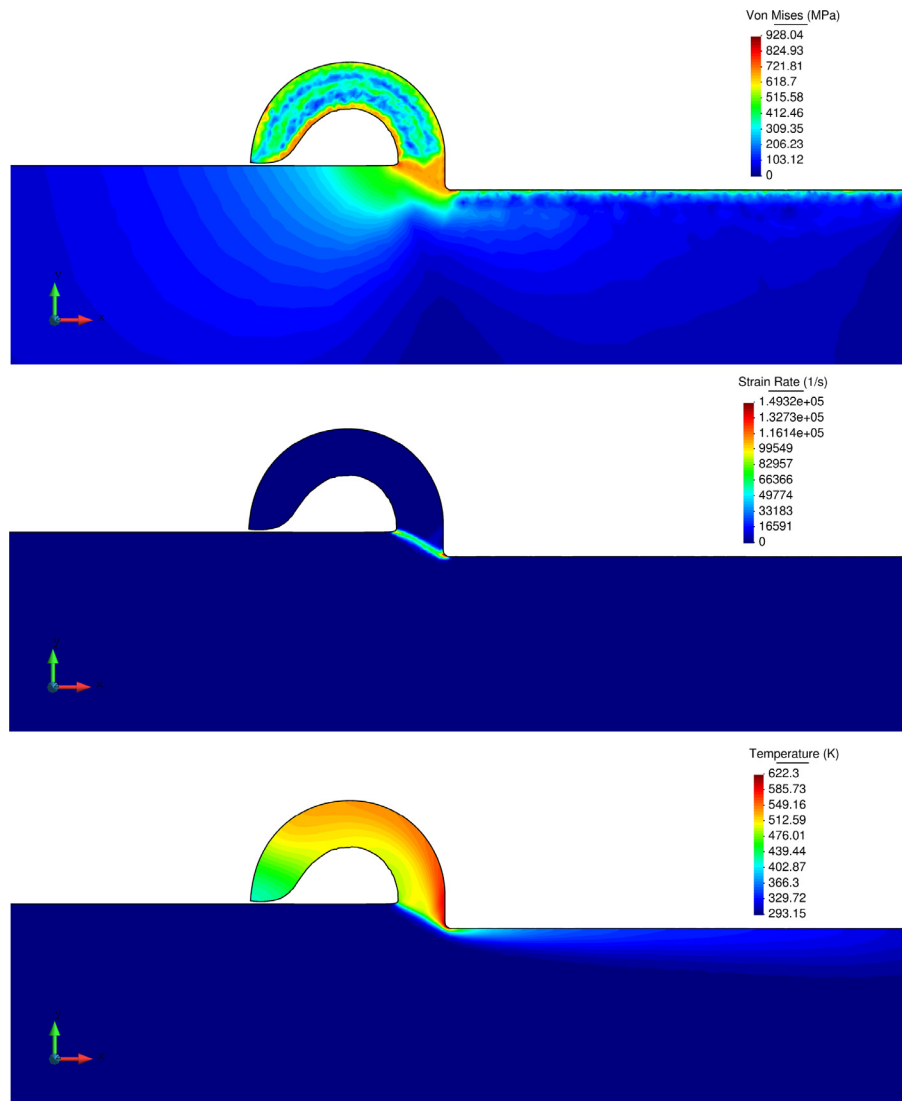 Von Mises (MPa)
928.04
824.93
721.81
618.7
515.58
412.46
309.35
206.23
103.12
0
Y
X
Strain Rate (1/s)
1.4932e+05
1.3273e+05
1.1614e+05
99549
82957
66366
49774
33183
16591
0
Y
X
Temperature (K)
622.3
585.73
549.16
512.59
476.01
439.44
402.87
366.3
329.72
293.15
Y
X